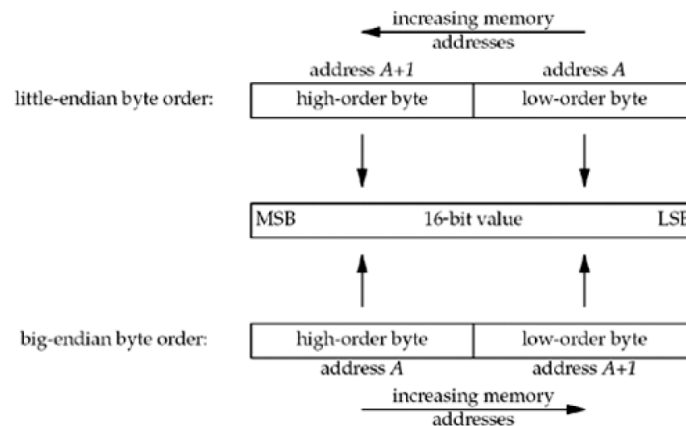 increasing memory
addresses
address A+1 address A
little-endian byte order: high-order byte low-order byte
MSB 16-bit value LSB
big-endian byte order: high-order byte low-order byte
address A address A+1
increasing memory
addresses